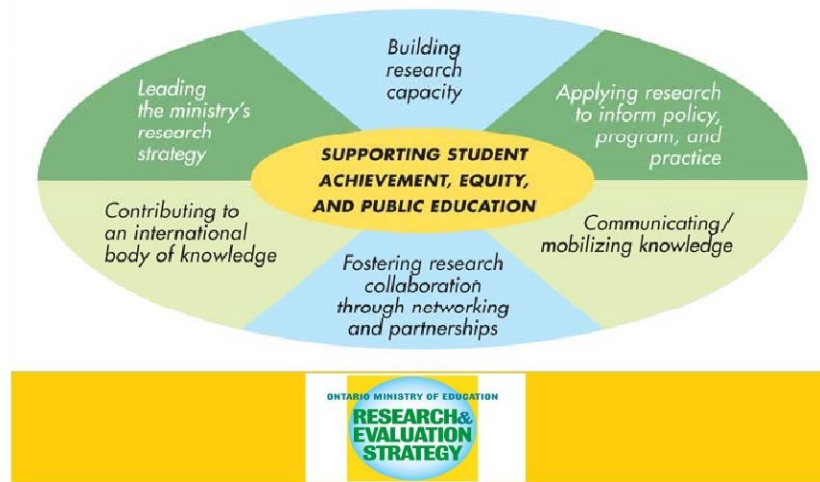 Building
research
capacity
Leading
the ministry's
research
strategy
Applying research
to inform policy,
program, and
practice
SUPPORTING STUDENT
ACHIEVEMENT, EQUITY,
AND PUBLIC EDUCATION
Contributing to
an international
body of knowledge
Communicating/
mobilizing knowledge
Fostering research
collaboration
through networking
and partnerships
ONTARIO MINISTRY OF EDUCATION
RESEARCH&
EVALUATION
STRATEGY